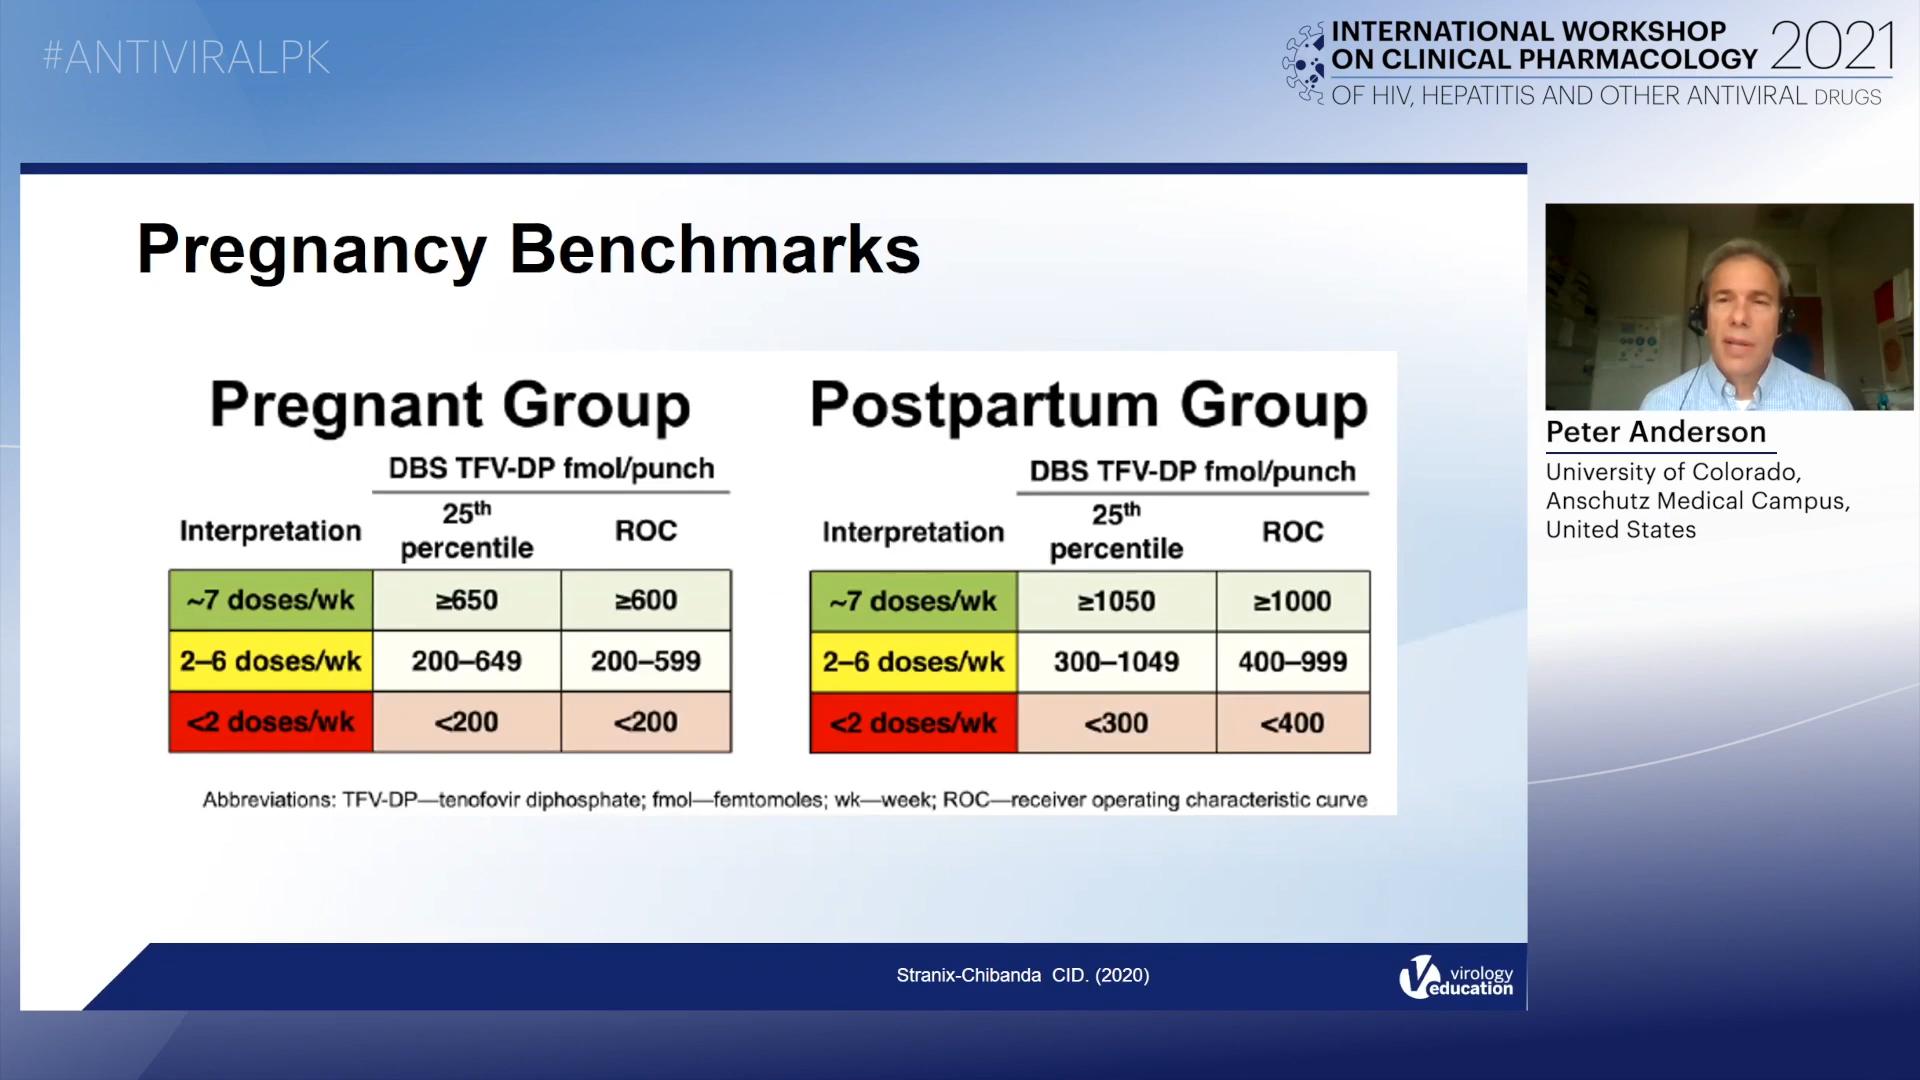 #ANTIVIRALPK
INTERNATIONAL WORKSHOP
ON CLINICAL PHARMACOLOGY 2021
OF HIV, HEPATITIS AND OTHER ANTIVIRAL DRUGS
Pregnancy Benchmarks
Pregnant Group
DBS TFV-DP fmol/punch
Interpretation 25th percentile ROC
~7 doses/wk ≥650 ≥600
2–6 doses/wk 200–649 200–599
<2 doses/wk <200 <200
Postpartum Group
DBS TFV-DP fmol/punch
Interpretation 25th percentile ROC
~7 doses/wk ≥1050 ≥1000
2–6 doses/wk 300–1049 400–999
<2 doses/wk <300 <400
Abbreviations: TFV-DP—tenofovir diphosphate; fmol—femtomoles; wk—week; ROC—receiver operating characteristic curve
Stranix-Chibanda CID. (2020)
virology
education
Peter Anderson
University of Colorado,
Anschutz Medical Campus,
United States